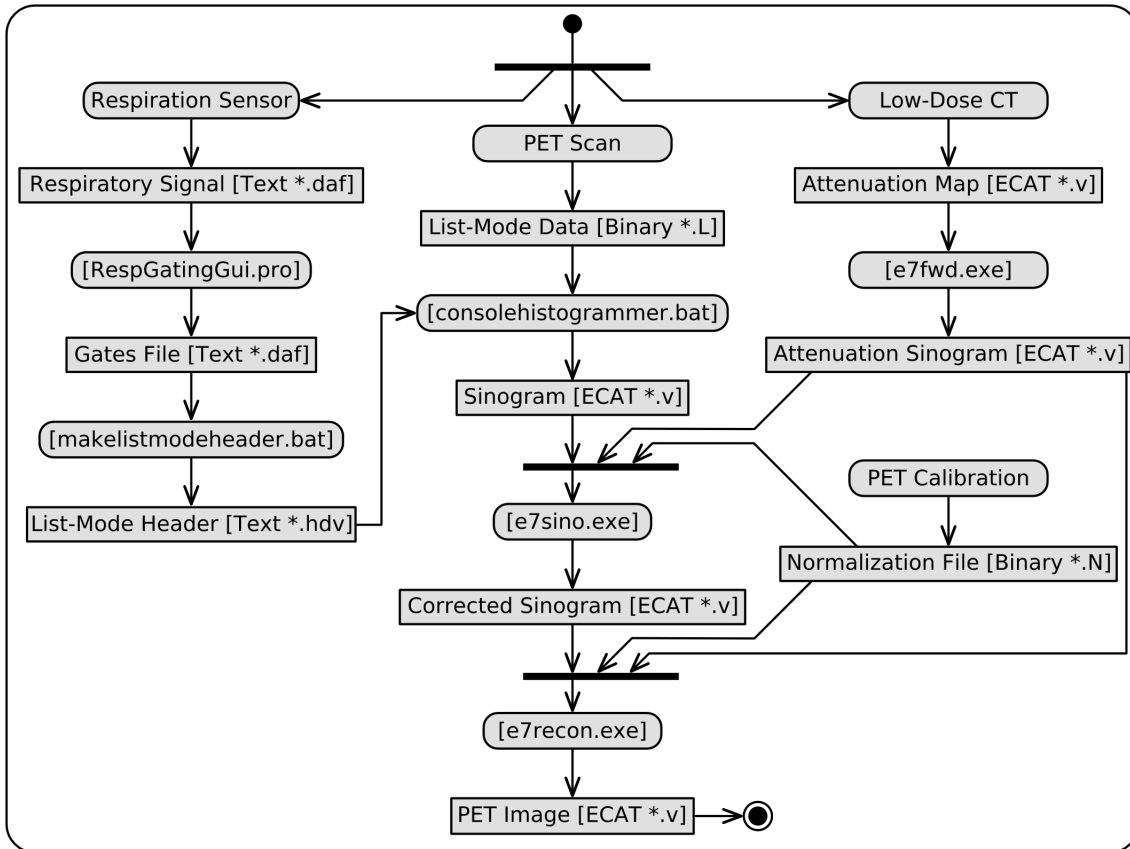 Respiration Sensor
Low-Dose CT
PET Scan
Respiratory Signal [Text *.daf]
Attenuation Map [ECAT *.v]
List-Mode Data [Binary *.L]
[RespGatingGui.pro]
[e7fwd.exe]
[consolehistogrammer.bat]
Gates File [Text *.daf]
Attenuation Sinogram [ECAT *.v]
Sinogram [ECAT *.v]
[makelistmodeheader.bat]
PET Calibration
List-Mode Header [Text *.hdv]
[e7sino.exe]
Normalization File [Binary *.N]
Corrected Sinogram [ECAT *.v]
[e7recon.exe]
PET Image [ECAT *.v]